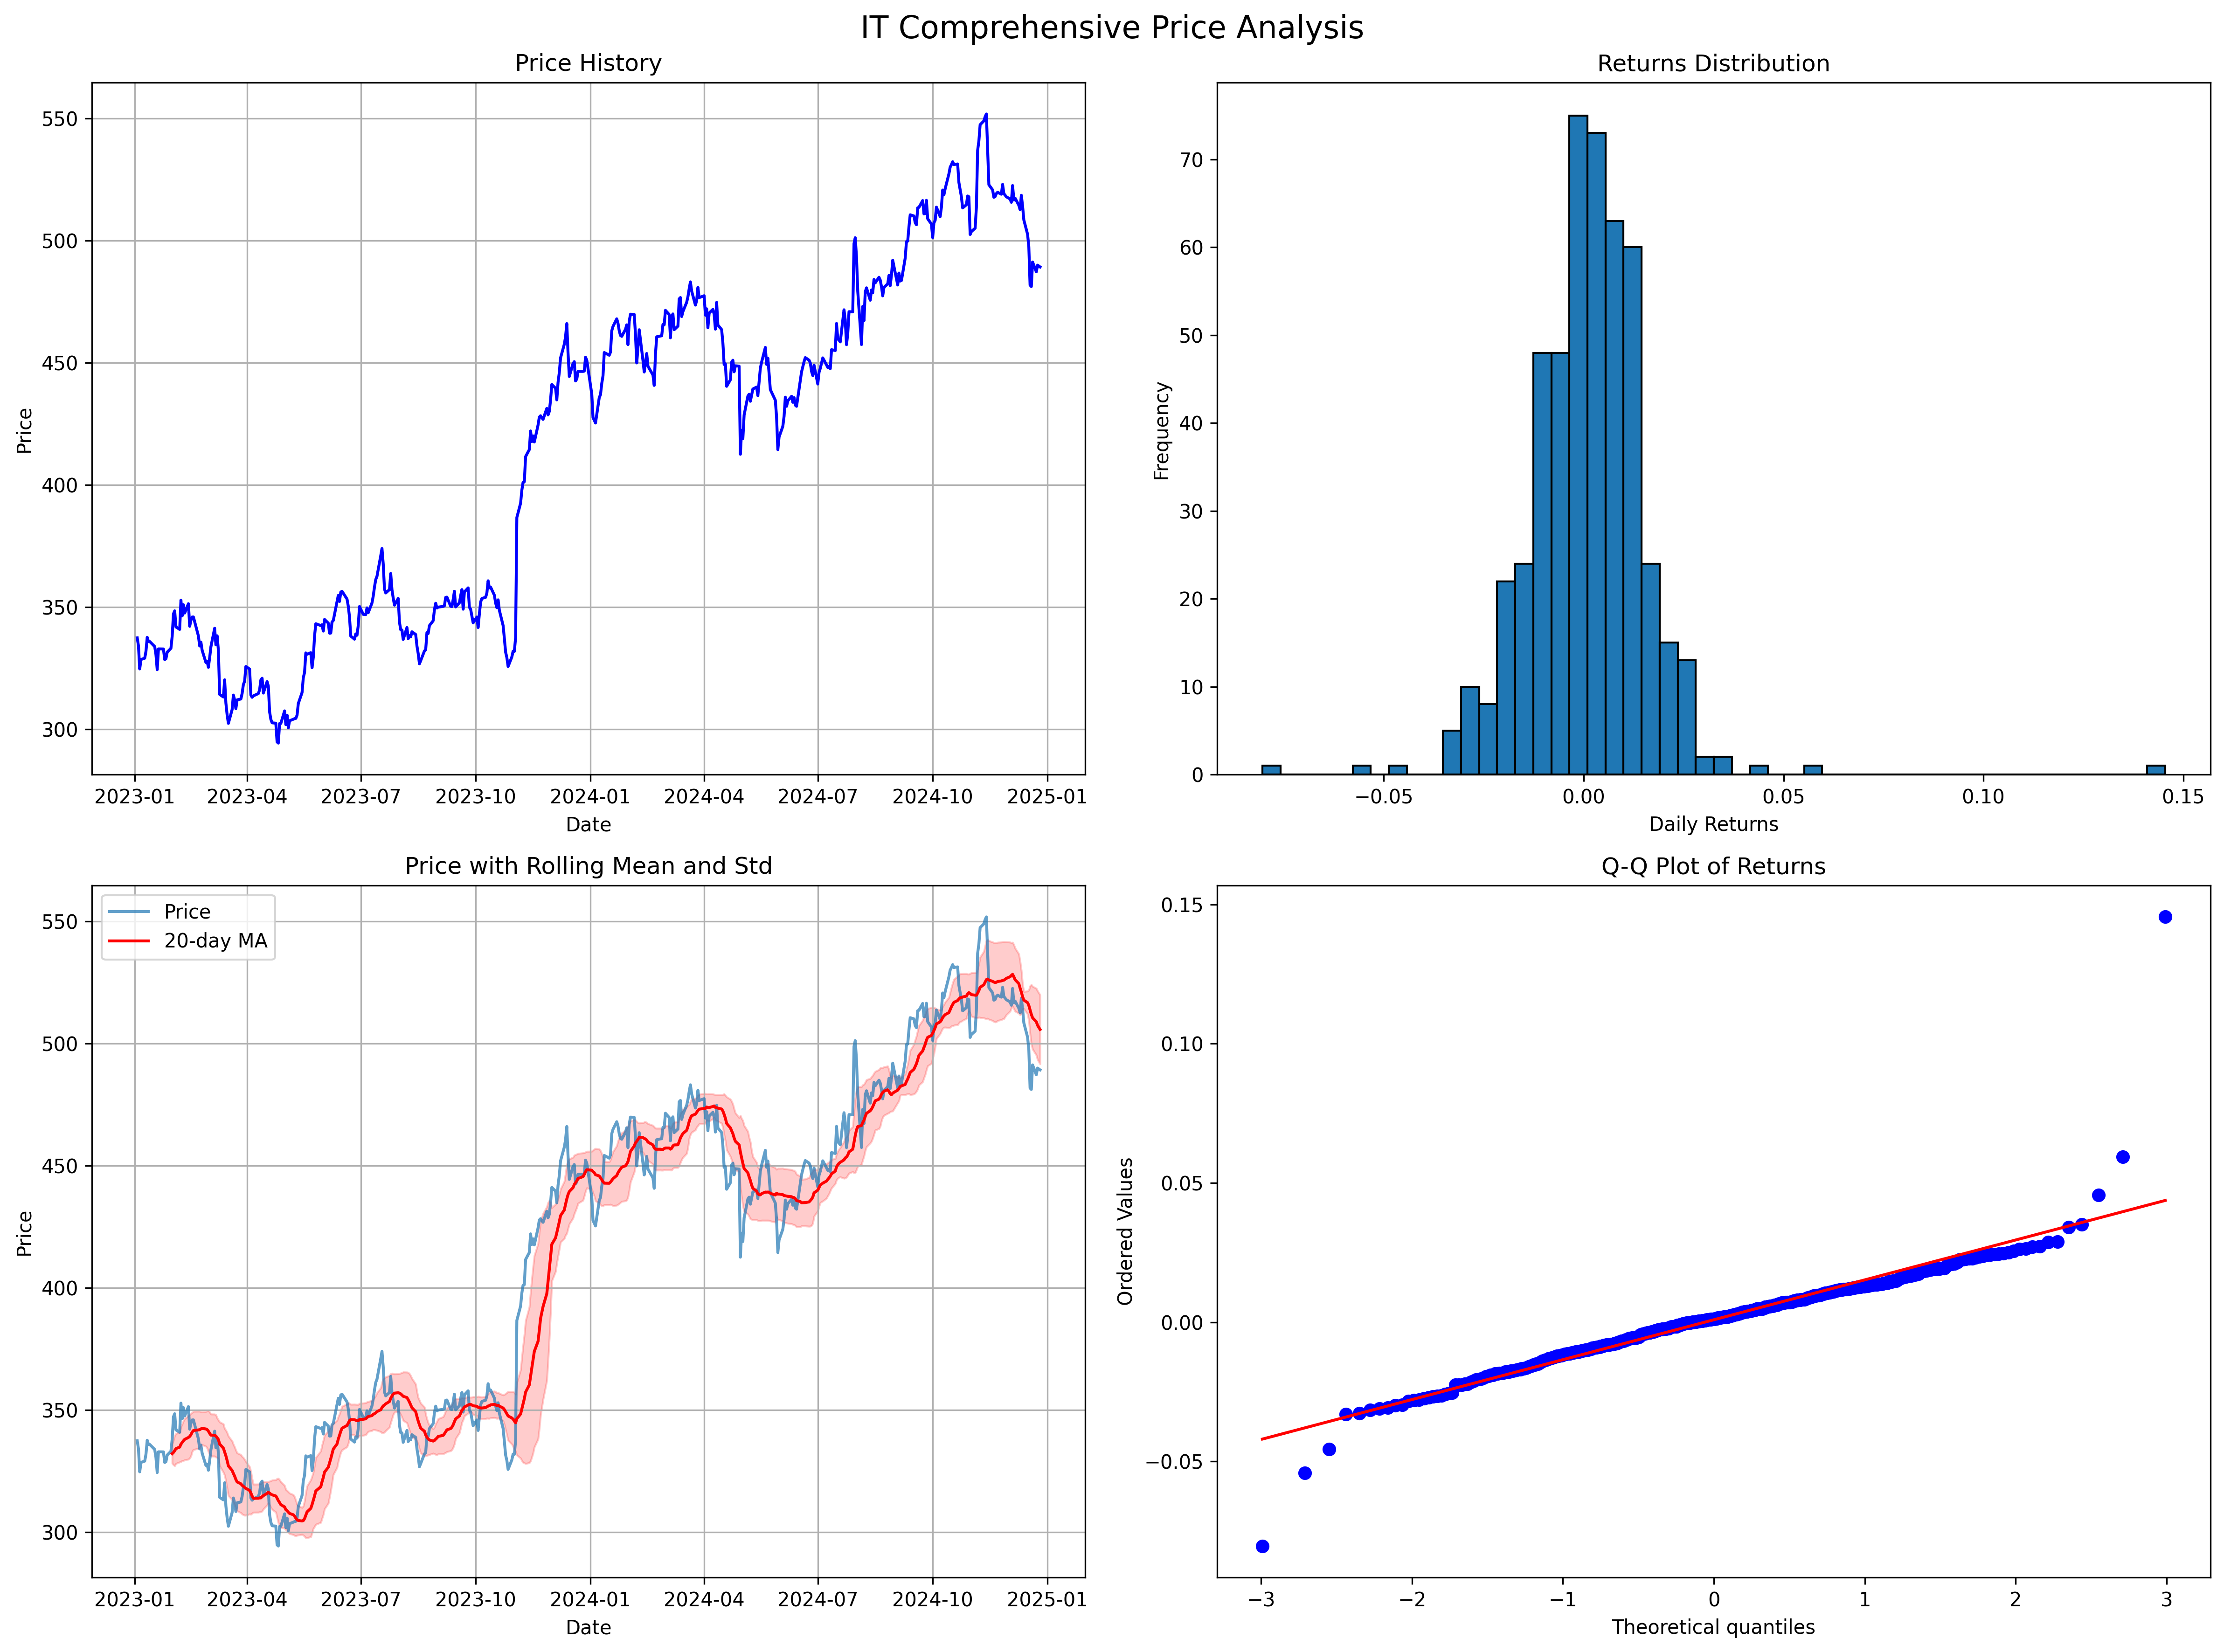 IT Comprehensive Price Analysis
Price History
550
500
450
400
350
300
Price
2023-01 2023-04 2023-07 2023-10 2024-01 2024-04 2024-07 2024-10 2025-01
Date
Returns Distribution
70
60
50
40
30
20
10
0
Frequency
−0.05 0.00 0.05 0.10 0.15
Daily Returns
Price with Rolling Mean and Std
Price
20-day MA
550
500
450
400
350
300
Price
2023-01 2023-04 2023-07 2023-10 2024-01 2024-04 2024-07 2024-10 2025-01
Date
Q-Q Plot of Returns
0.15
0.10
0.05
0.00
−0.05
Ordered Values
−3 −2 −1 0 1 2 3
Theoretical quantiles